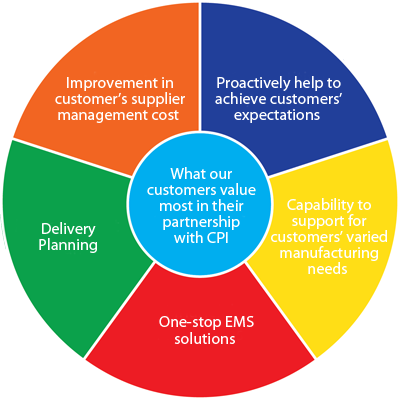 Improvement in
customer's supplier
management cost
Proactively help to
achieve customers'
expectations
What our
customers value
most in their
partnership
with CPI
Capability to
support for
customers' varied
manufacturing
needs
Delivery
Planning
One-stop EMS
solutions